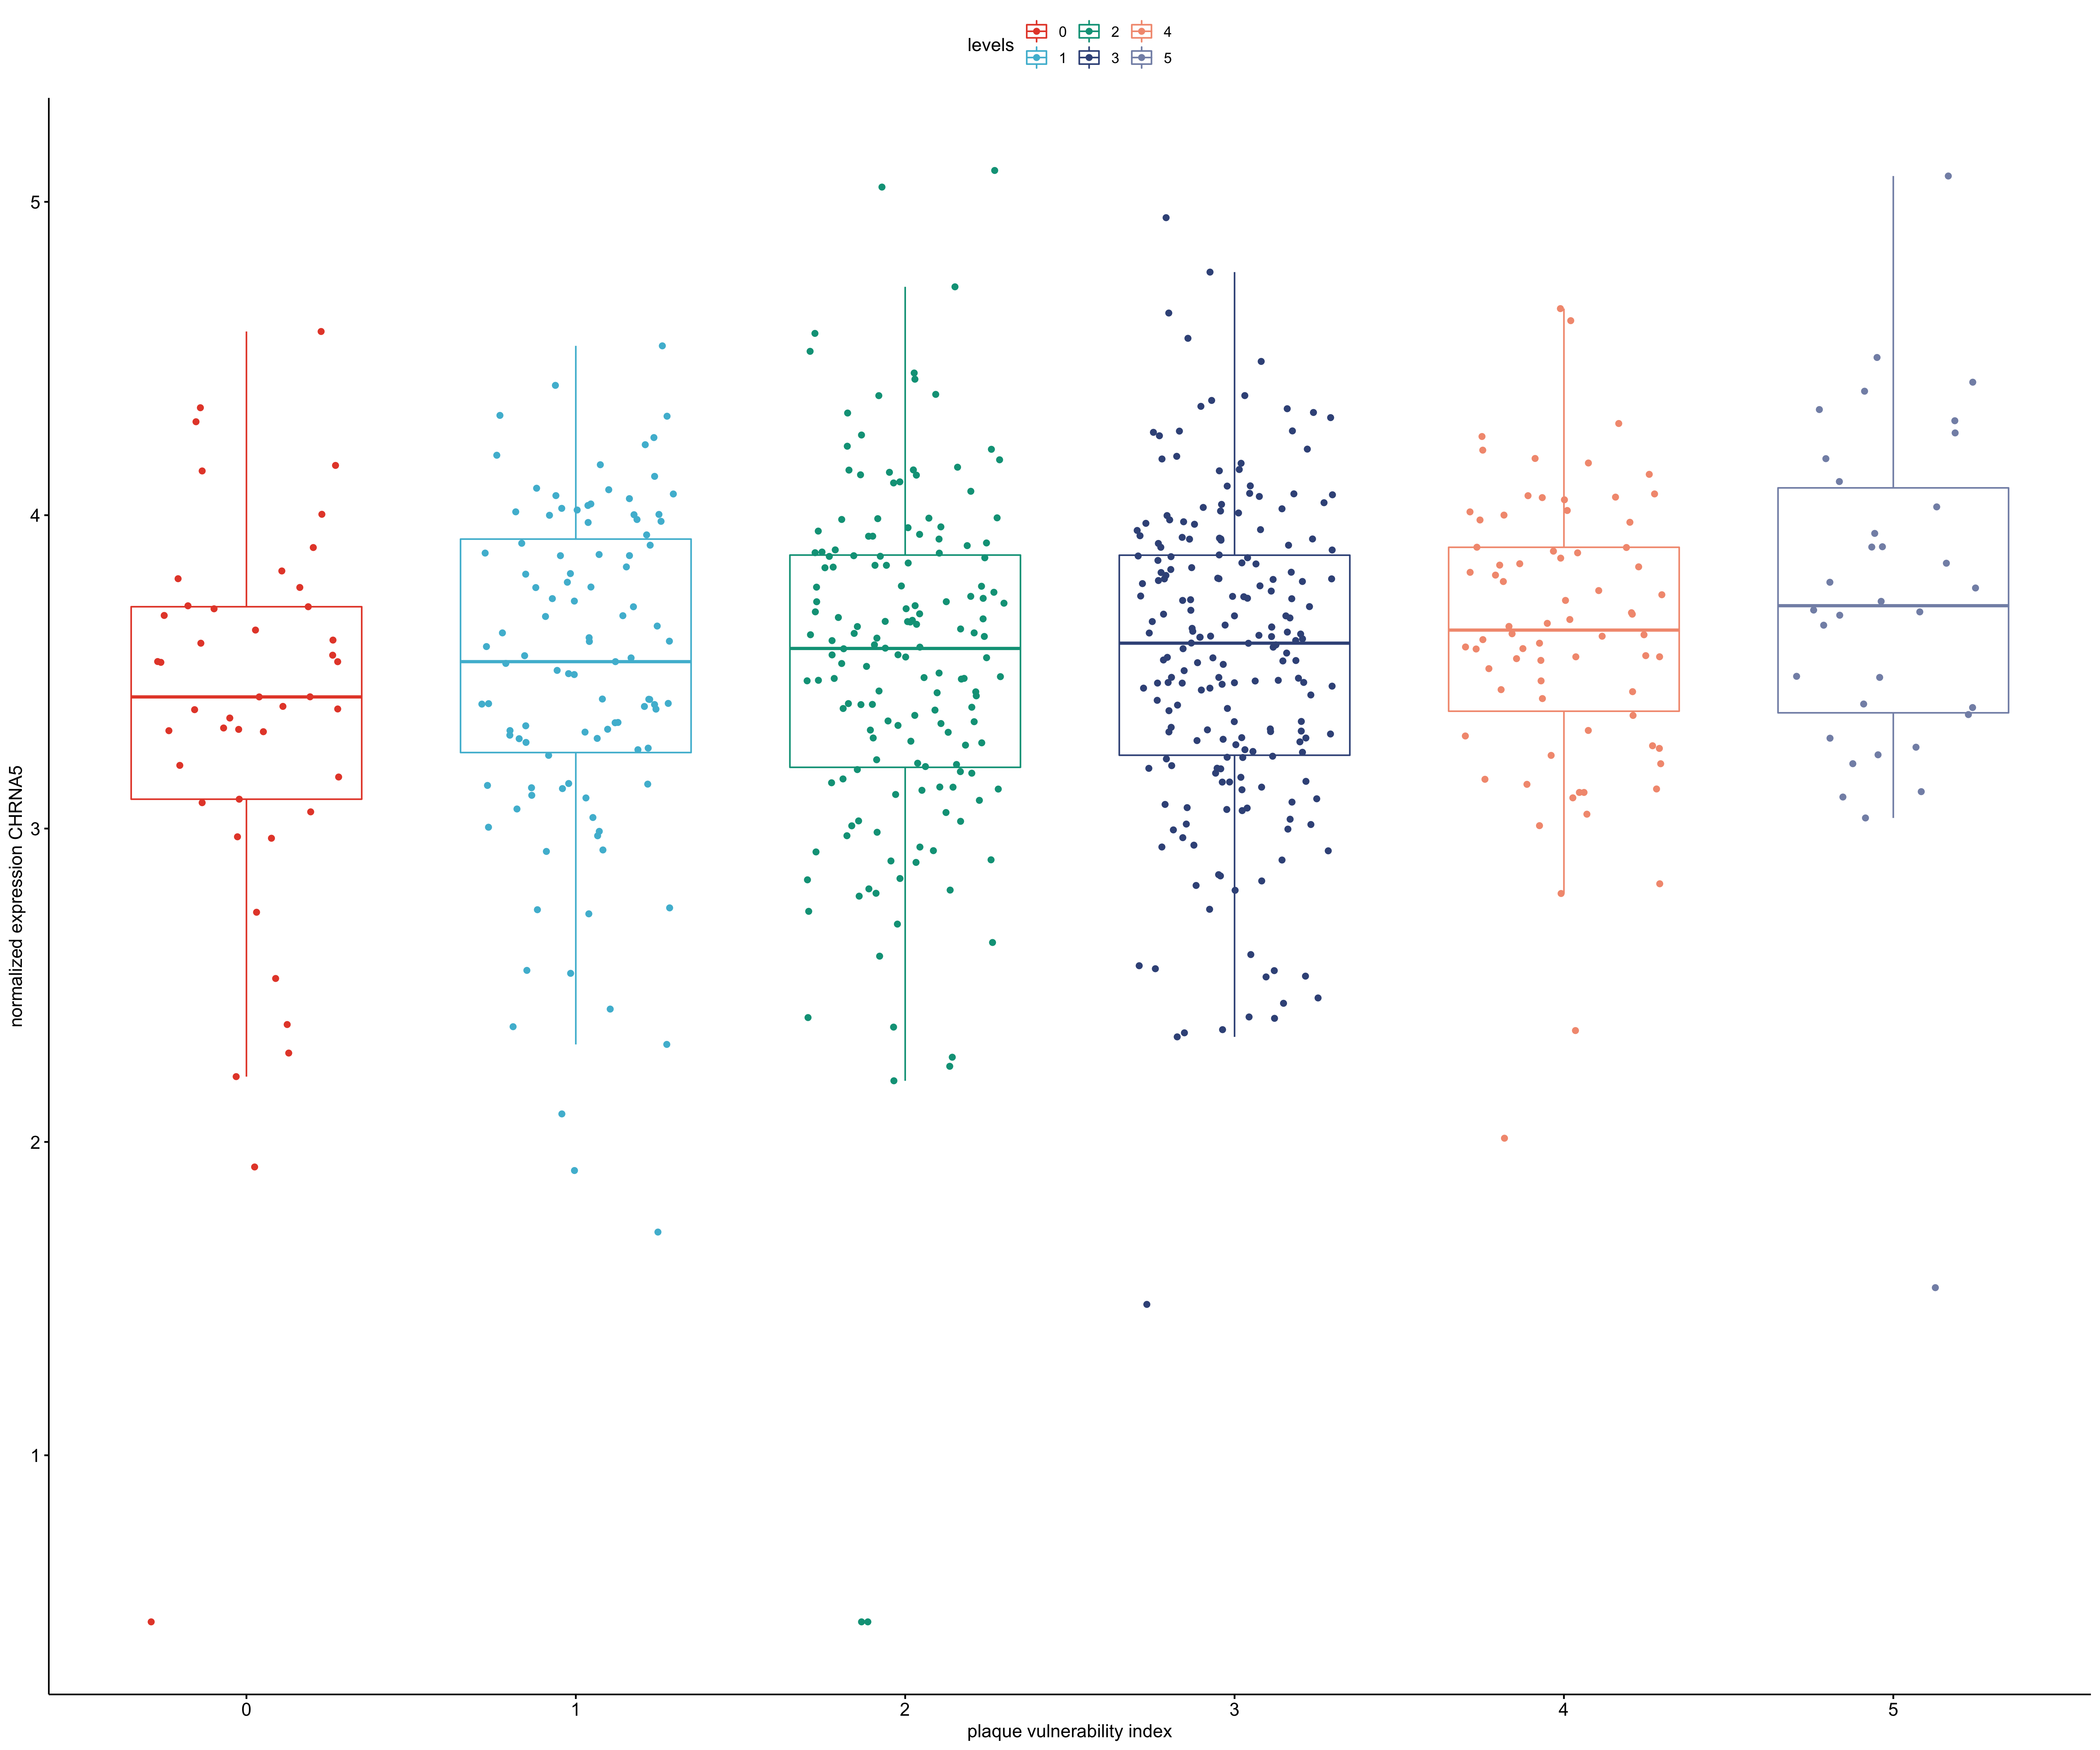 levels 0 2 4
1 3 5
normalized expression CHRNA5
5
4
3
2
1
0 1 2 3 4 5
plaque vulnerability index